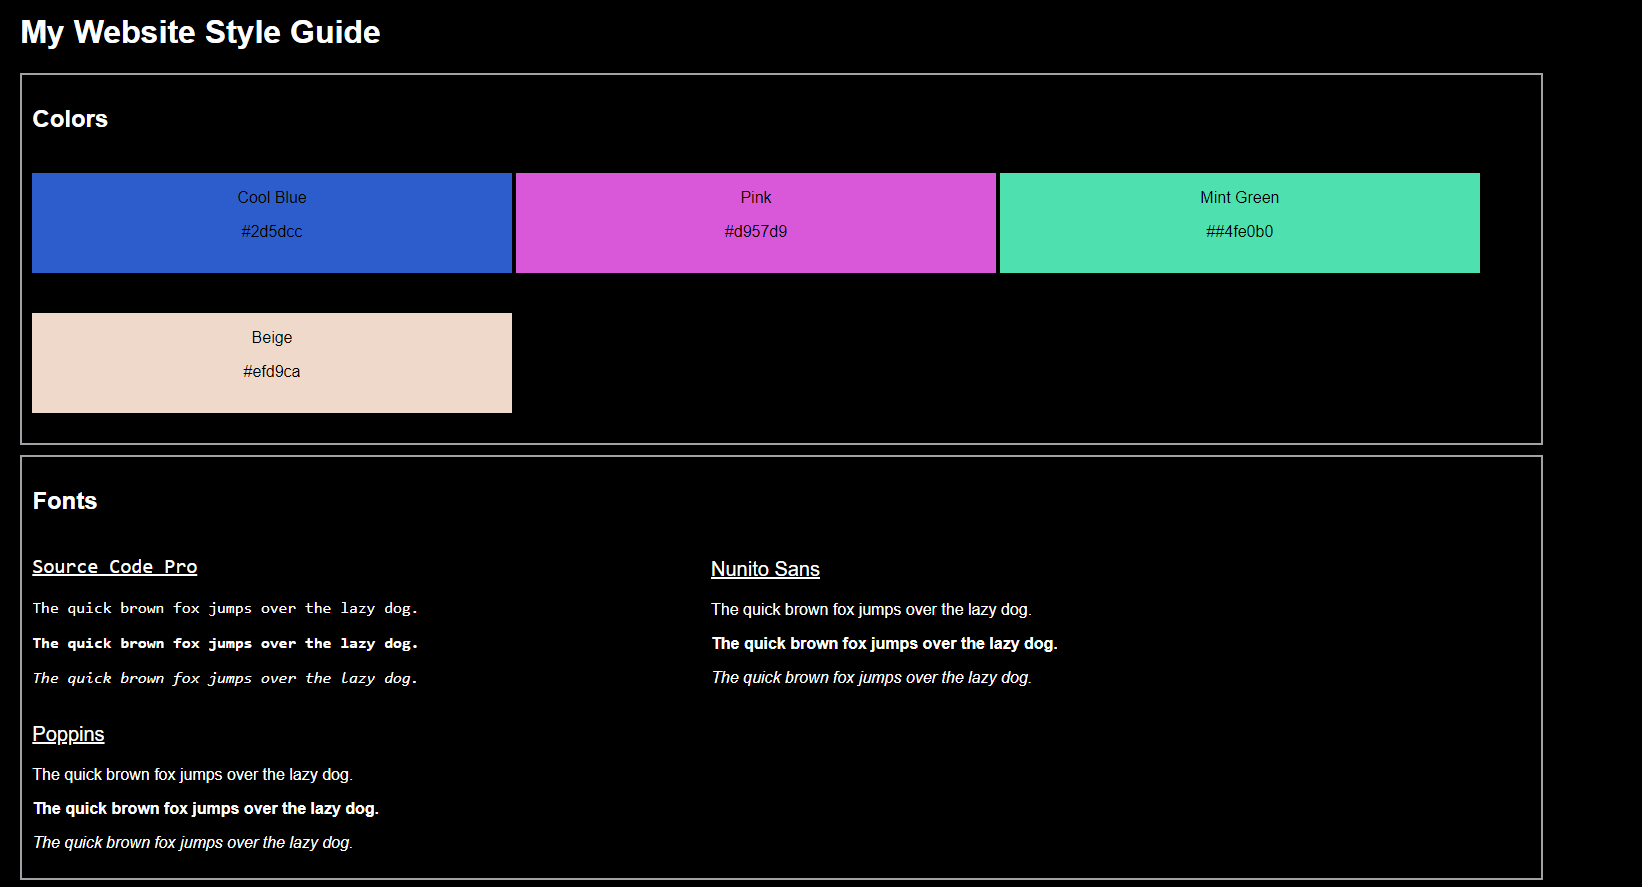 My Website Style Guide
Colors
Cool Blue
#2d5dcc
Pink
#d957d9
Mint Green
##4fe0b0
Beige
#efd9ca
Fonts
Source Code Pro
The quick brown fox jumps over the lazy dog.
The quick brown fox jumps over the lazy dog.
The quick brown fox jumps over the lazy dog.
Nunito Sans
The quick brown fox jumps over the lazy dog.
The quick brown fox jumps over the lazy dog.
The quick brown fox jumps over the lazy dog.
Poppins
The quick brown fox jumps over the lazy dog.
The quick brown fox jumps over the lazy dog.
The quick brown fox jumps over the lazy dog.